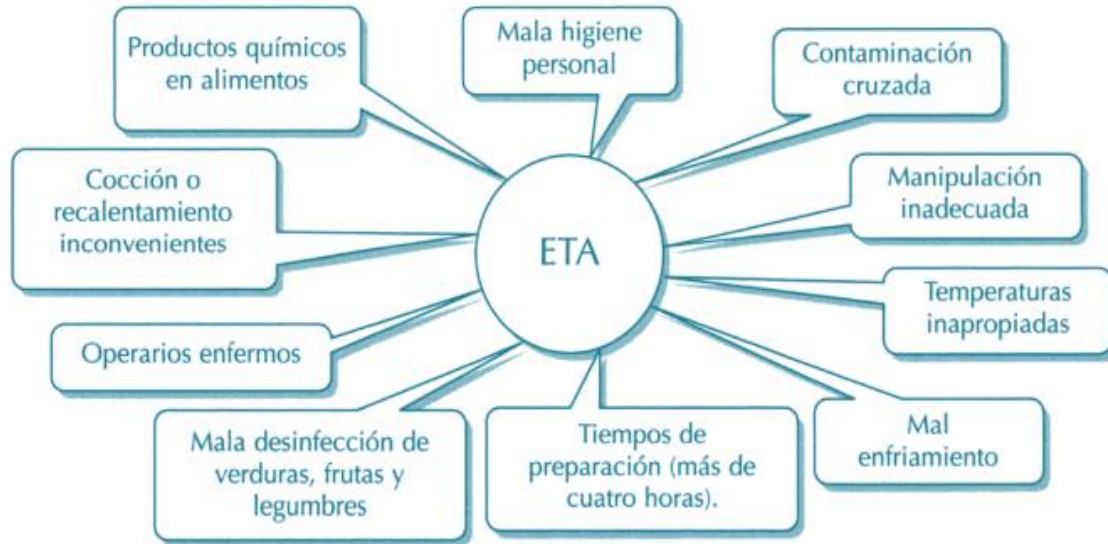 Productos químicos
en alimentos
Mala higiene
personal
Contaminación
cruzada
Cocción o
recalentamiento
inconvenientes
Manipulación
inadecuada
ETA
Temperaturas
inapropiadas
Operarios enfermos
Mala desinfección de
verduras, frutas y
legumbres
Tiempos de
preparación (más de
cuatro horas).
Mal
enfriamiento